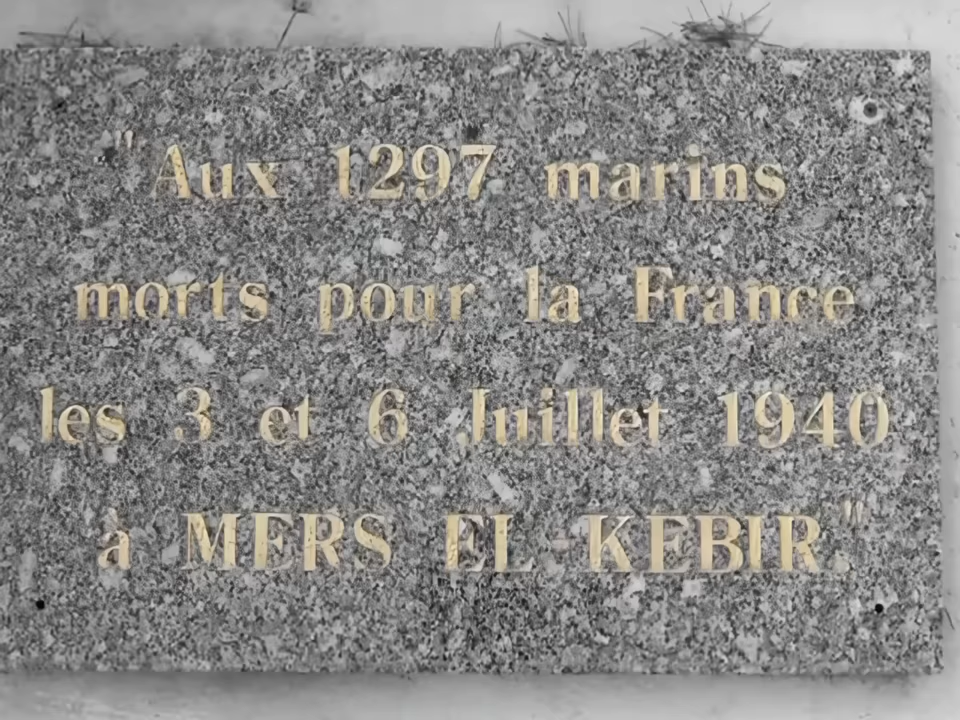 "Aux 1297 marins
morts pour la France
les 3 et 6 Juillet 1940
à MERS EL-KEBIR."